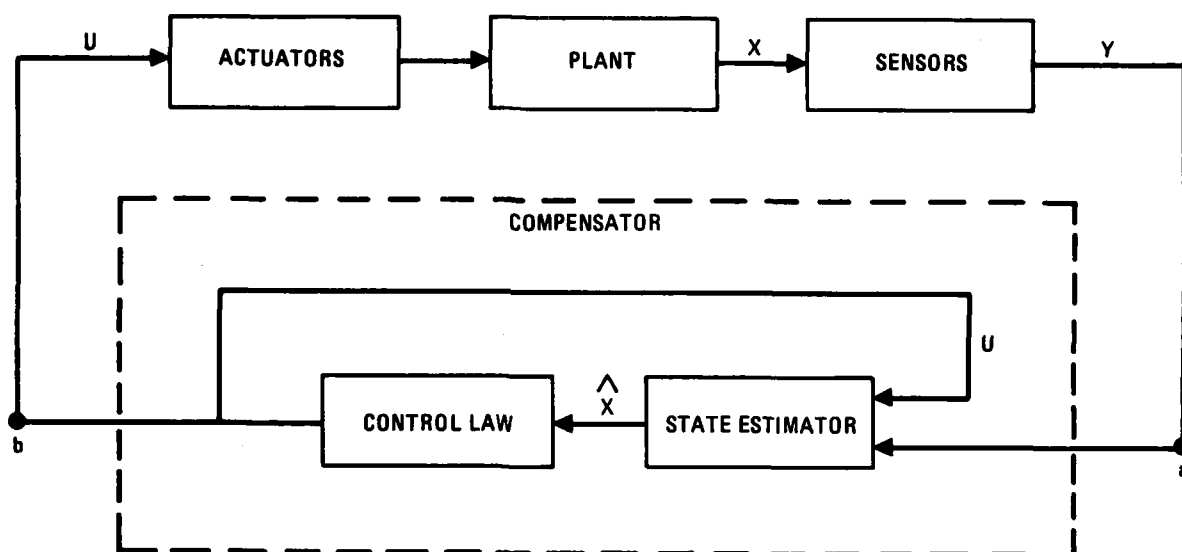 U
ACTUATORS
PLANT
X
SENSORS
Y
COMPENSATOR
U
CONTROL LAW
^
X
STATE ESTIMATOR
b